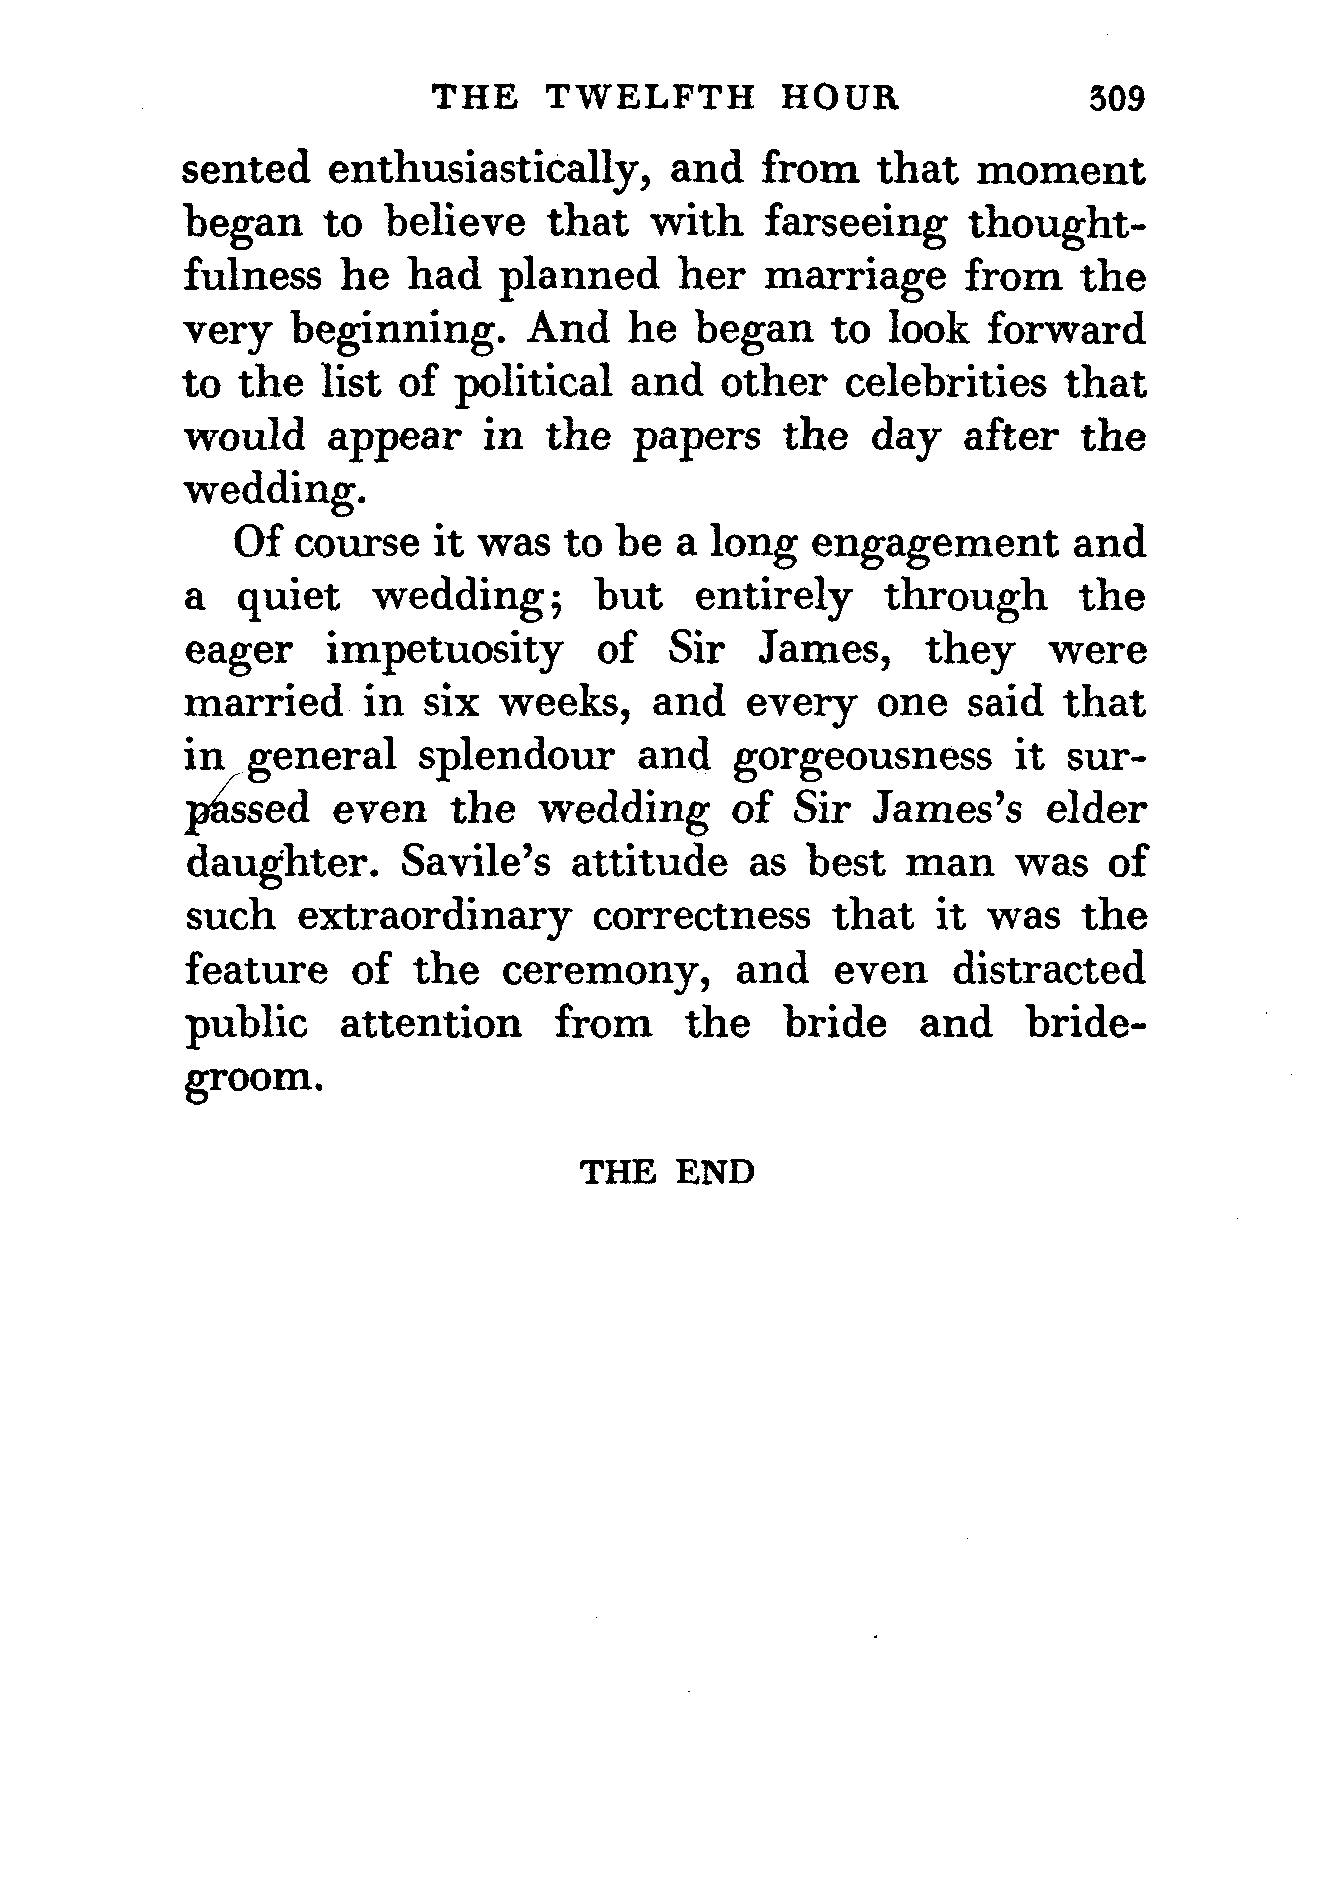 THE TWELFTH HOUR 309
sented enthusiastically, and from that moment
began to believe that with farseeing thought-
fulness he had planned her marriage from the
very beginning. And he began to look forward
to the list of political and other celebrities that
would appear in the papers the day after the
wedding.
Of course it was to be a long engagement and
a quiet wedding; but entirely through the
eager impetuosity of Sir James, they were
married in six weeks, and every one said that
in general splendour and gorgeousness it sur-
passed even the wedding of Sir James's elder
daughter. Savile's attitude as best man was of
such extraordinary correctness that it was the
feature of the ceremony, and even distracted
public attention from the bride and bride-
groom.
THE END